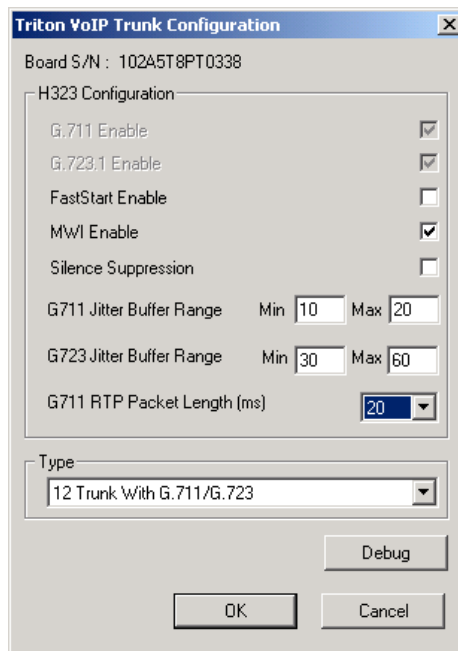 Triton VoIP Trunk Configuration
Board S/N : 102A5T8PT0338
H323 Configuration
G.711 Enable
G.723.1 Enable
FastStart Enable
MWI Enable
Silence Suppression
G711 Jitter Buffer Range Min 10 Max 20
G723 Jitter Buffer Range Min 30 Max 60
G711 RTP Packet Length (ms) 20
Type
12 Trunk With G.711/G.723
Debug
OK Cancel